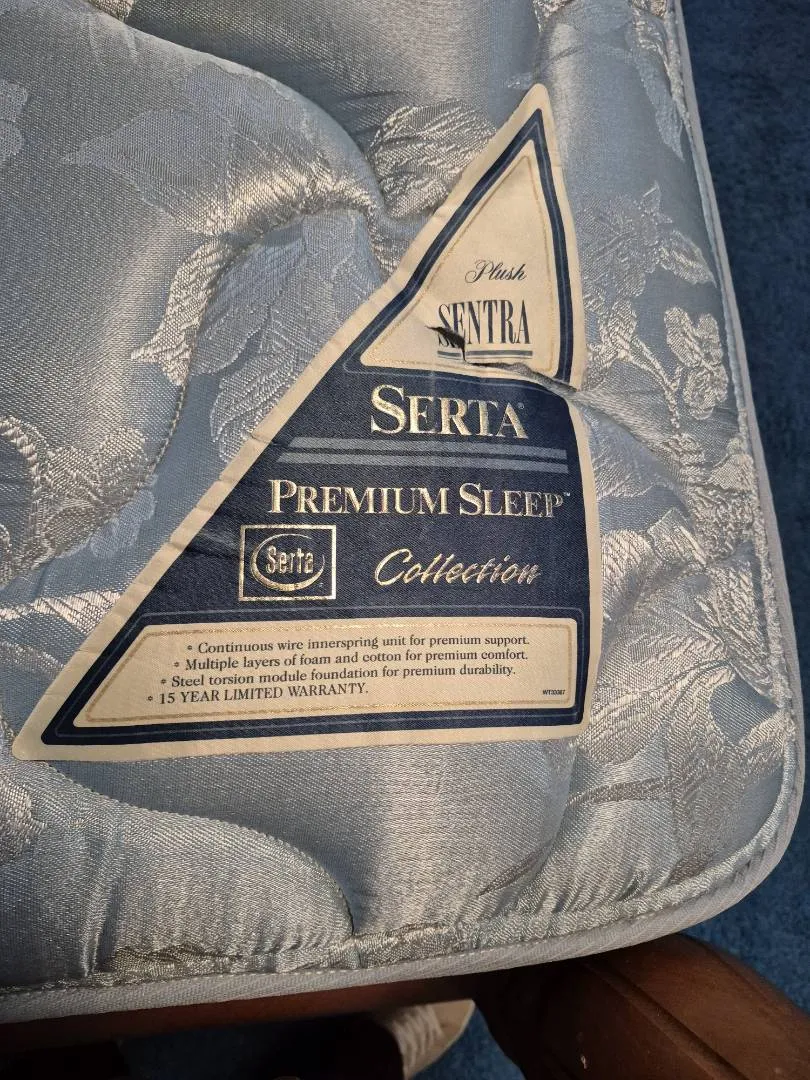 Plush
SENTRA
SERTA®
PREMIUM SLEEP™
Serta
Collection
• Continuous wire innerspring unit for premium support.
• Multiple layers of foam and cotton for premium comfort.
• Steel torsion module foundation for premium durability.
• 15 YEAR LIMITED WARRANTY.